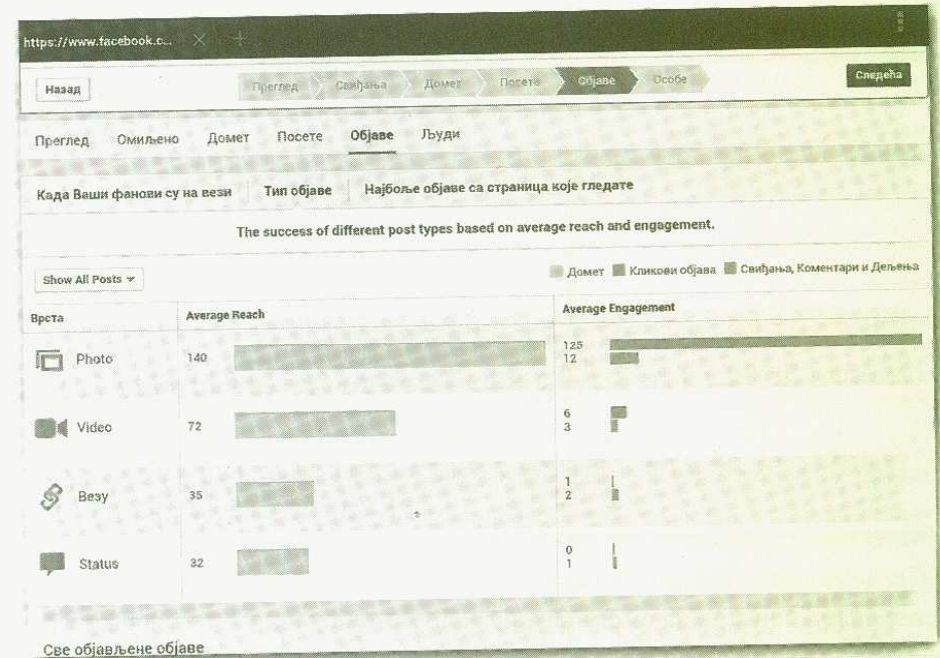 https://www.facebook.c...
Назад
Преглед Свиђања Домет Посете Објаве Особе
Следећа
Преглед Омиљено Домет Посете Објаве Људи
Када Ваши фанови су на вези Тип објаве Најбоље објаве са страница које гледате
The success of different post types based on average reach and engagement.
Show All Posts Домет Кликови објава Свиђања, Коментари и Дељења
Врста Average Reach Average Engagement
Photo 140 125
12
Video 72 6
3
Везу 35 1
2
Status 32 0
1
Све објављене објаве